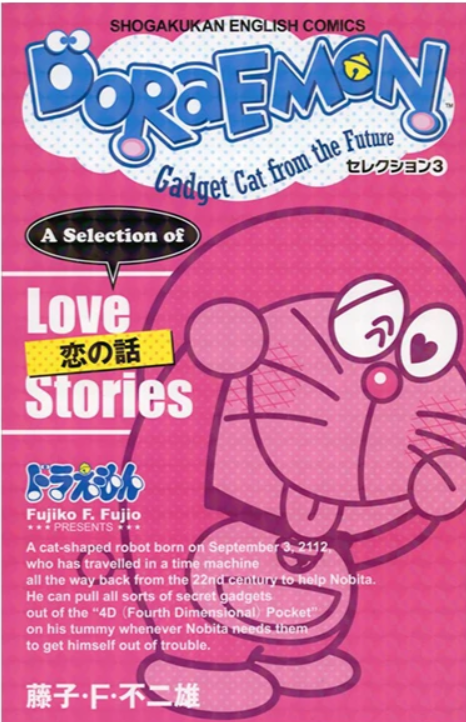 SHOGAKUKAN ENGLISH COMICS
DORAEMON™
Gadget Cat from the Future
セレクション3
A Selection of
Love
恋の話
Stories
ドラえもん
Fujiko F. Fujio
★★★ PRESENTS ★★★
A cat-shaped robot born on September 3, 2112,
who has travelled in a time machine
all the way back from the 22nd century to help Nobita.
He can pull all sorts of secret gadgets
out of the “4D (Fourth Dimensional) Pocket”
on his tummy whenever Nobita needs them
to get himself out of trouble.
藤子・F・不二雄